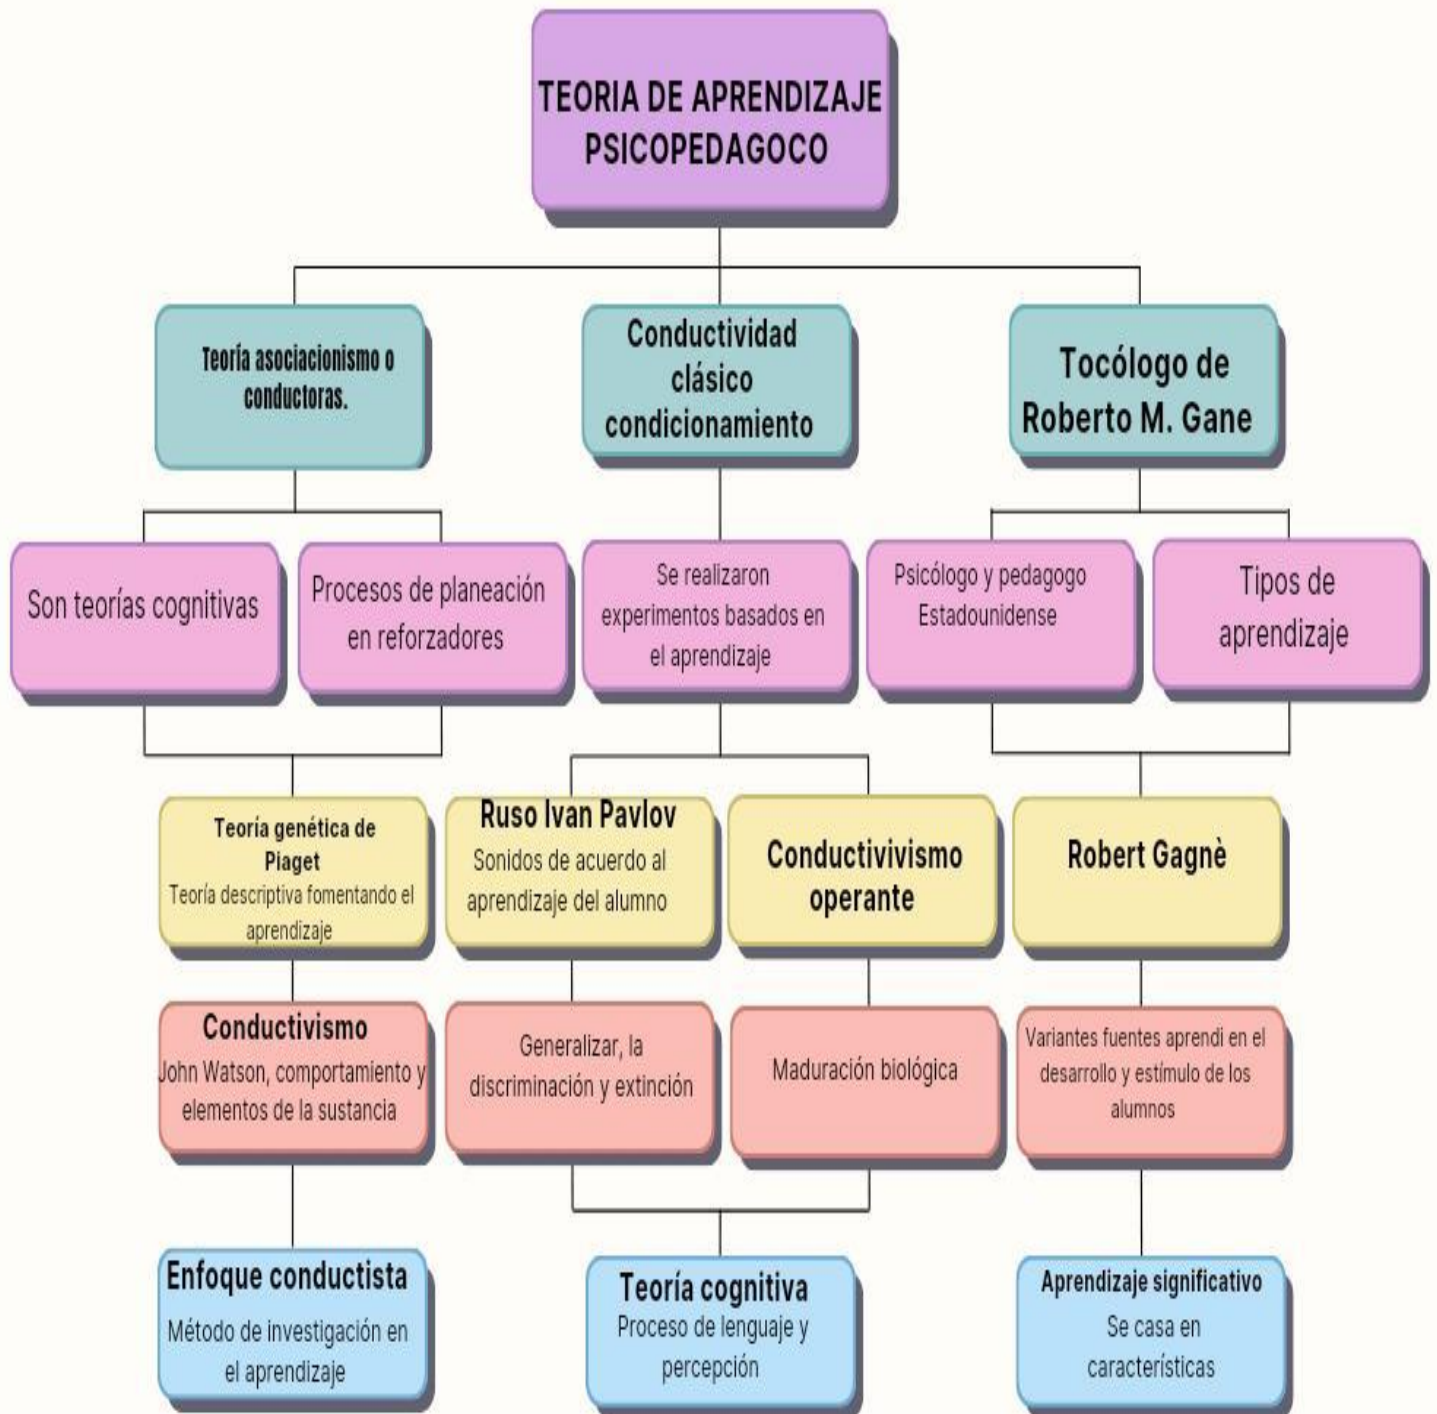 TEORIA DE APRENDIZAJE
PSICOPEDAGOCO
Teoría asociacionismo o
conductoras.
Conductividad
clásico
condicionamiento
Tocólogo de
Roberto M. Gane
Son teorías cognitivas
Procesos de planeación
en reforzadores
Se realizaron
experimentos basados en
el aprendizaje
Psicólogo y pedagogo
Estadounidense
Tipos de
aprendizaje
Teoría genética de
Piaget
Teoría descriptiva fomentando el
aprendizaje
Ruso Ivan Pavlov
Sonidos de acuerdo al
aprendizaje del alumno
Conductivivismo
operante
Robert Gagnè
Conductivismo
John Watson, comportamiento y
elementos de la sustancia
Generalizar, la
discriminación y extinción
Maduración biológica
Variantes fuentes aprendi en el
desarrollo y estímulo de los
alumnos
Enfoque conductista
Método de investigación en
el aprendizaje
Teoría cognitiva
Proceso de lenguaje y
percepción
Aprendizaje significativo
Se casa en
características